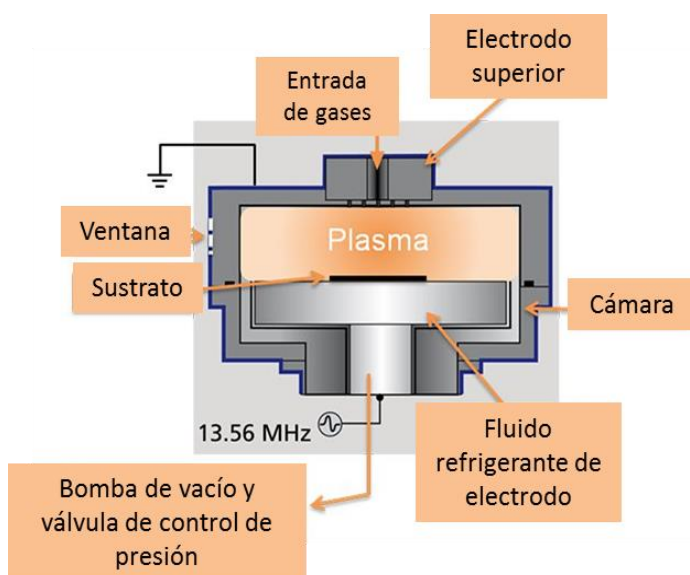 Electrodo
superior
Entrada
de gases
Ventana
Plasma
Sustrato
Cámara
13.56 MHz
Fluido
refrigerante de
electrodo
Bomba de vacío y
válvula de control de
presión